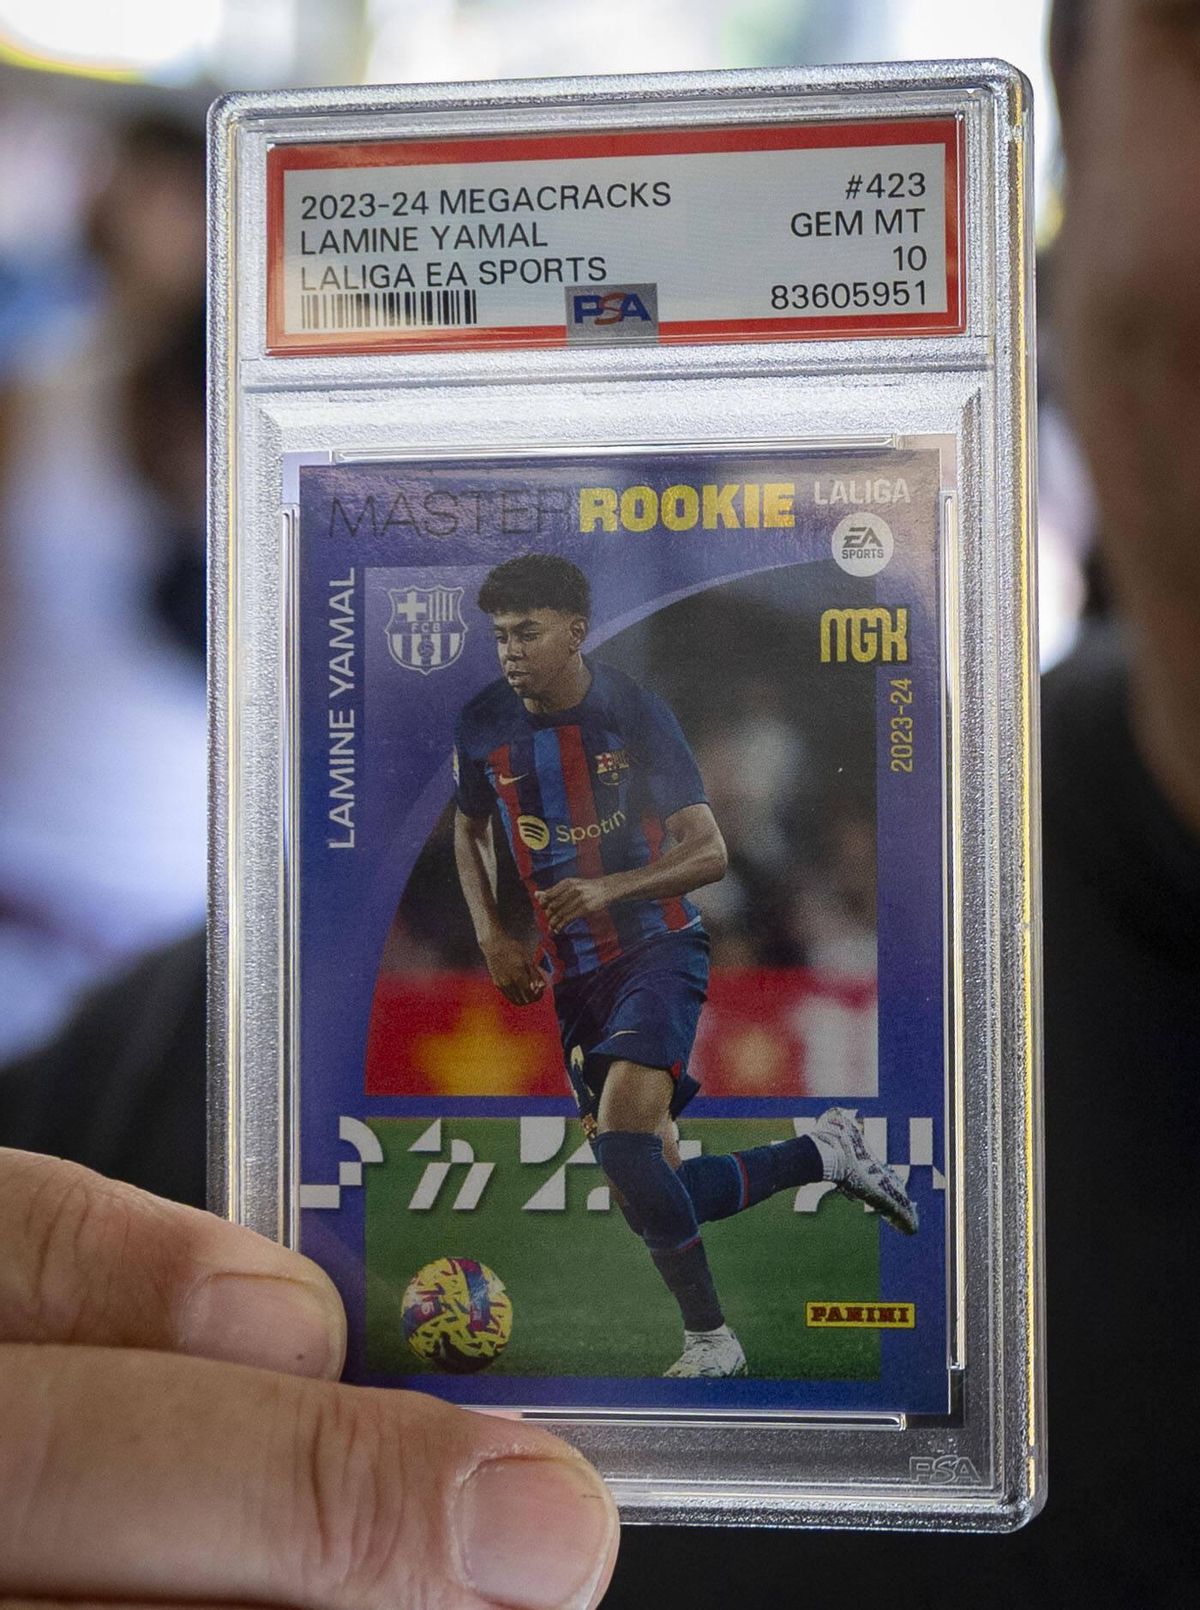 2023-24 MEGACRACKS #423
LAMINE YAMAL GEM MT
LALIGA EA SPORTS 10
PSA 83605951
MASTER ROOKIE
LALIGA
EA
SPORTS
LAMINE YAMAL
FCB
MGK
2023-24
Spotify
PANINI
PSA